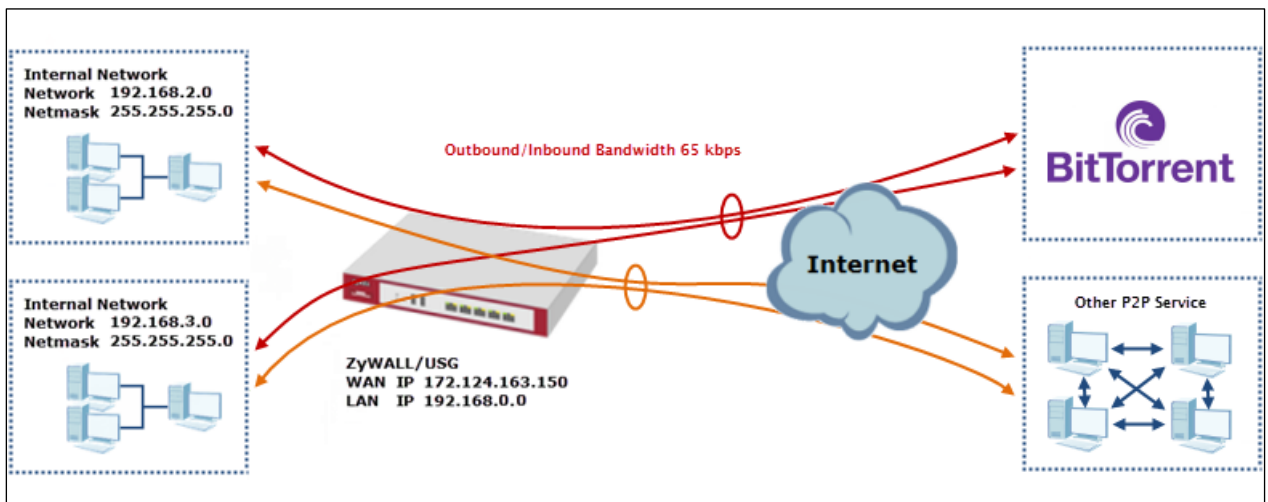 Internal Network
Network 192.168.2.0
Netmask 255.255.255.0
Outbound/Inbound Bandwidth 65 kbps
BitTorrent
Internet
Internal Network
Network 192.168.3.0
Netmask 255.255.255.0
ZyWALL/USG
WAN IP 172.124.163.150
LAN IP 192.168.0.0
Other P2P Service